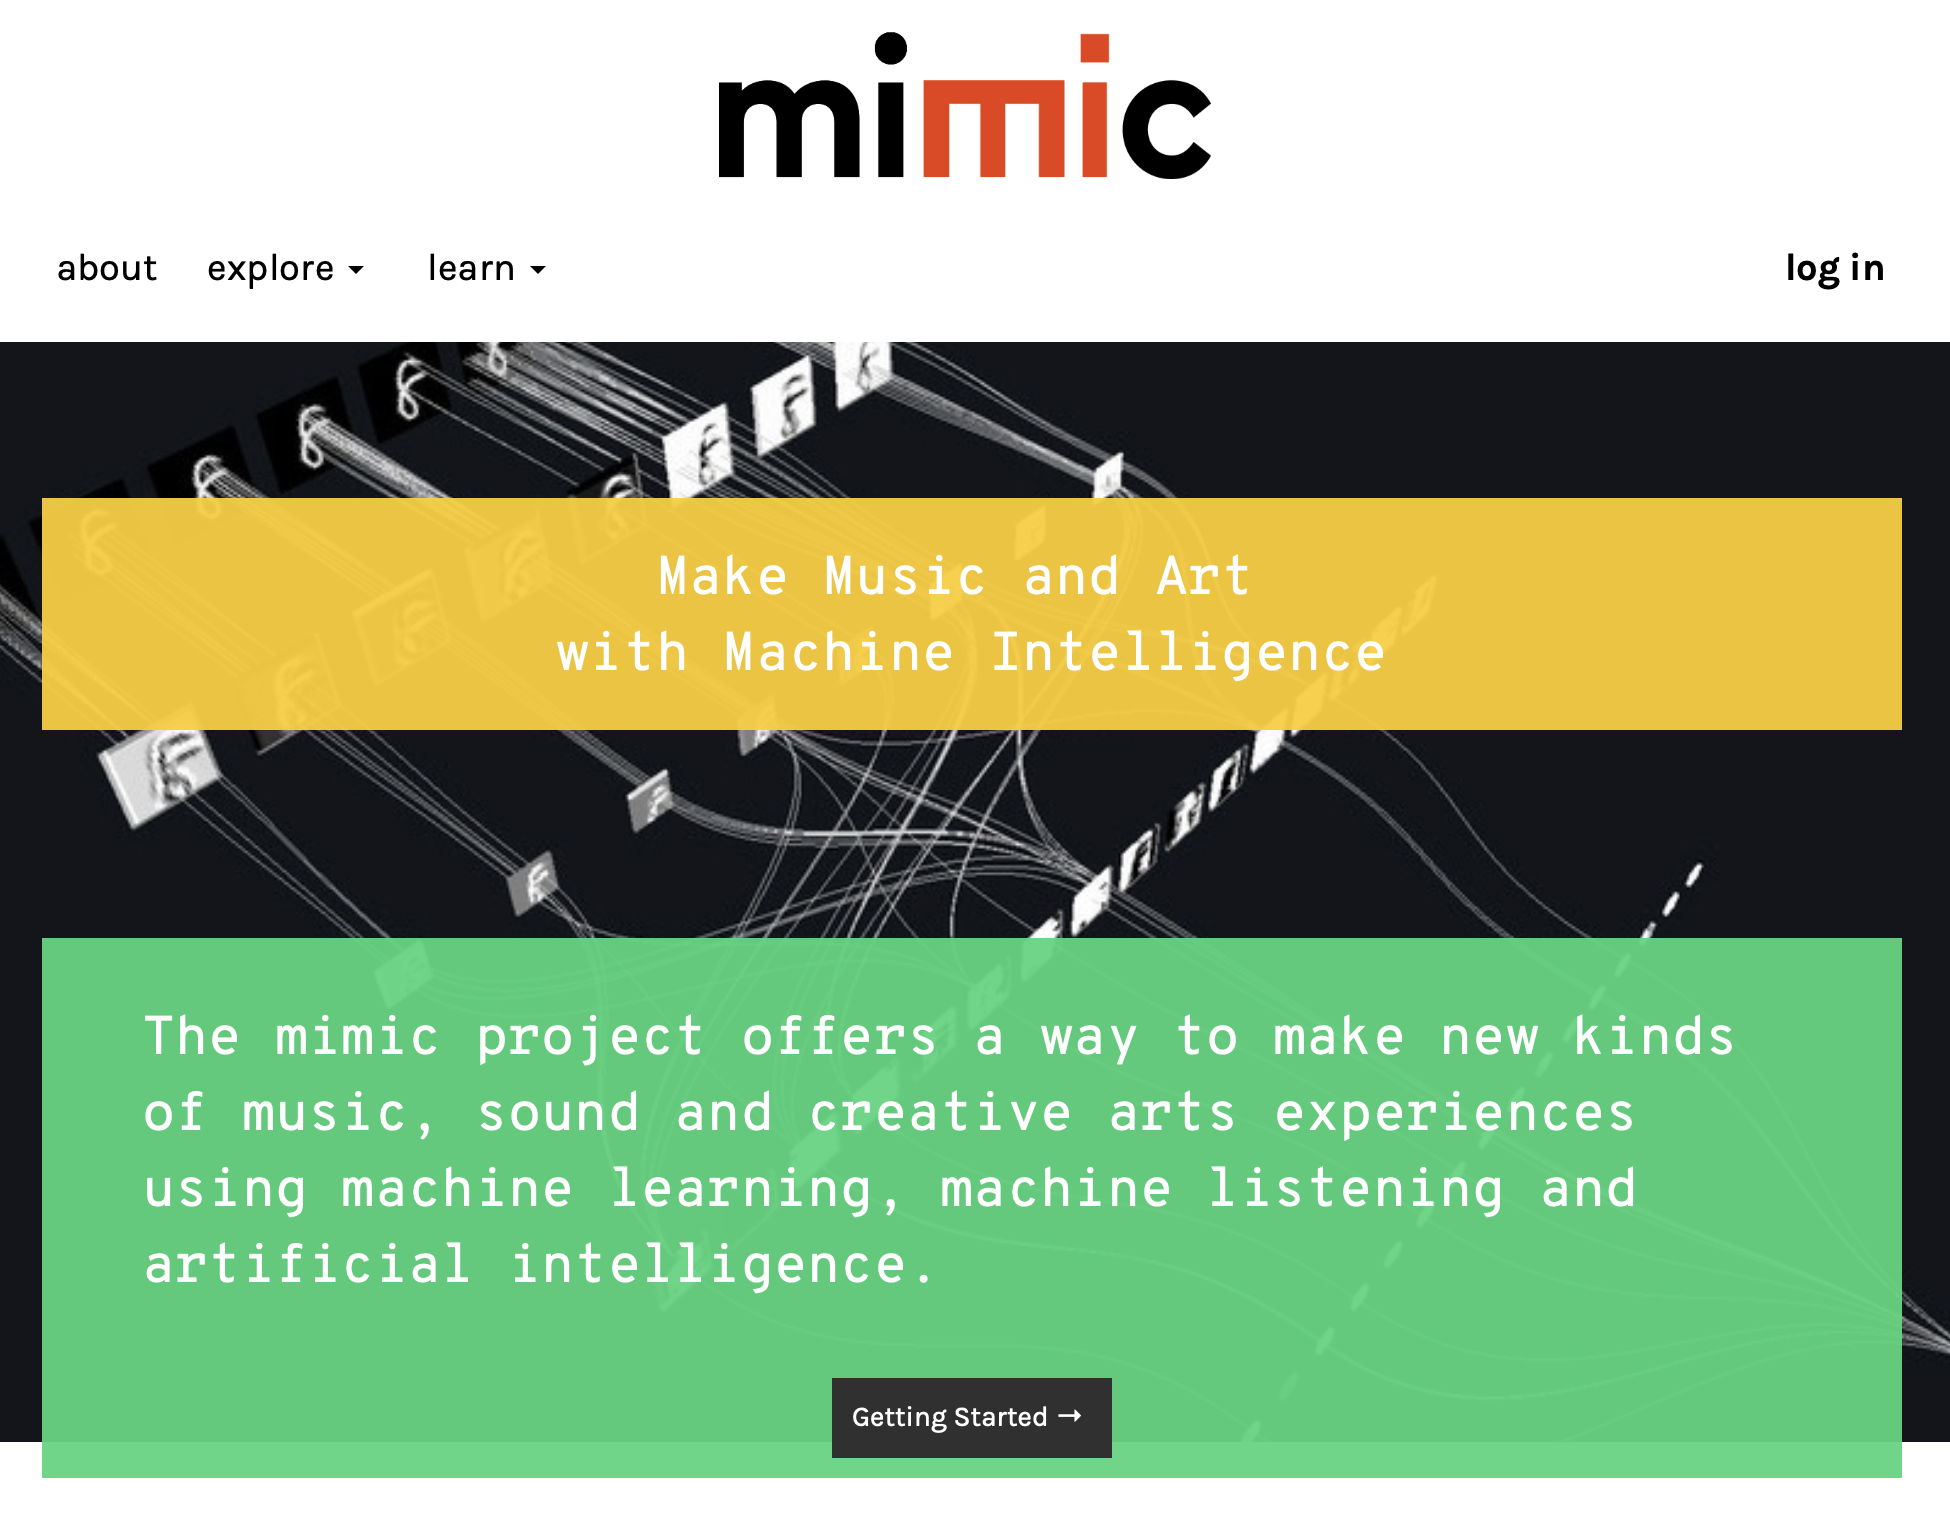 mimic
about explore learn log in
Make Music and Art
with Machine Intelligence
The mimic project offers a way to make new kinds
of music, sound and creative arts experiences
using machine learning, machine listening and
artificial intelligence.
Getting Started →